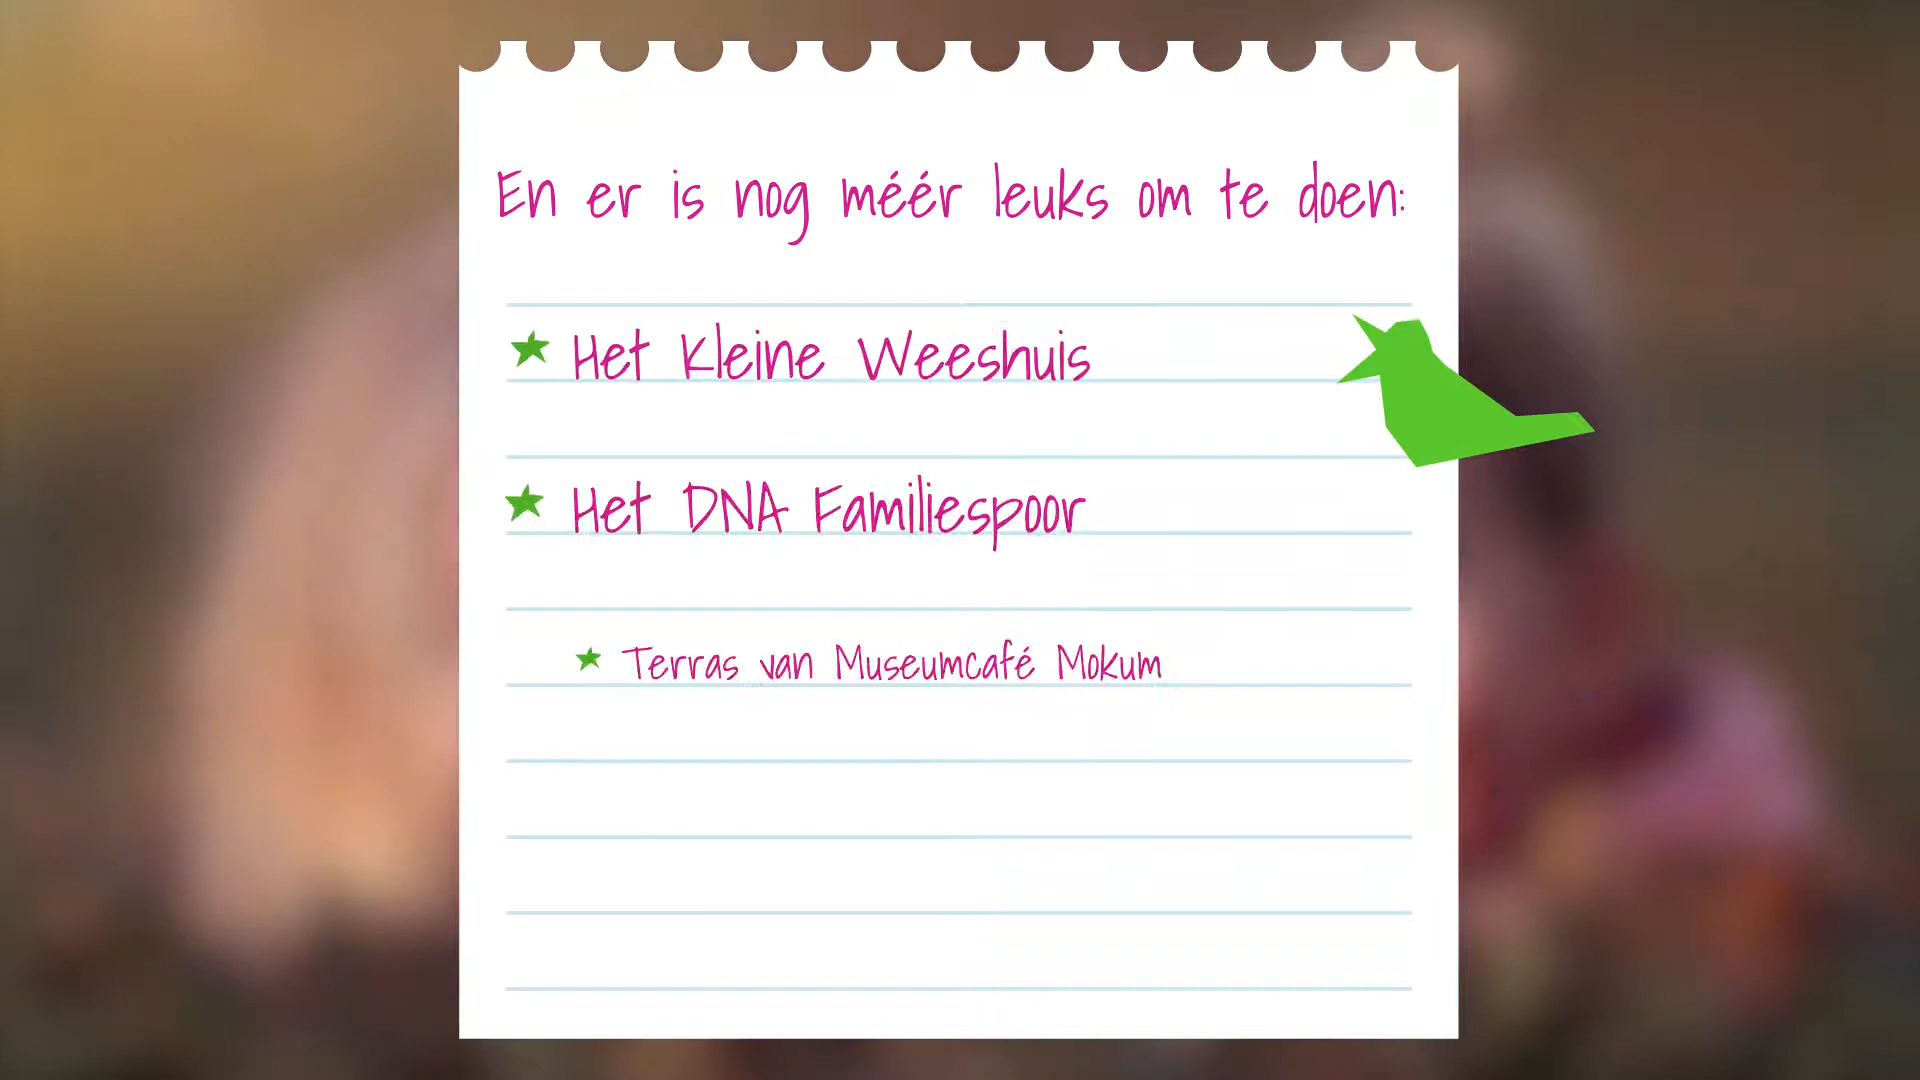 En er is nog méér leuks om te doen:
Het Kleine Weeshuis
Het DNA Familiespoor
Terras van Museumcafé Mokum